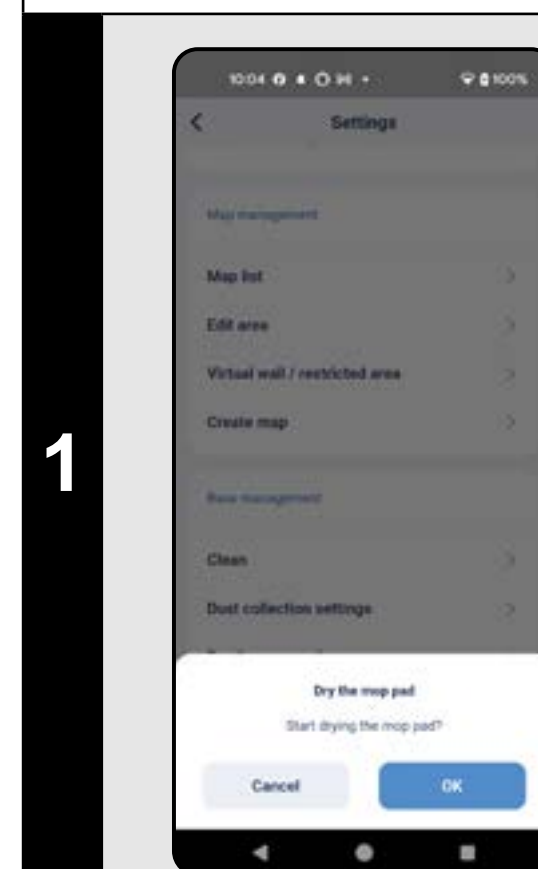 1
10:04 100%
Settings
Map management
Map list
Edit area
Virtual wall / restricted area
Create map
Base management
Clean
Dust collection settings
Dry the mop pad
Start drying the mop pad?
Cancel OK